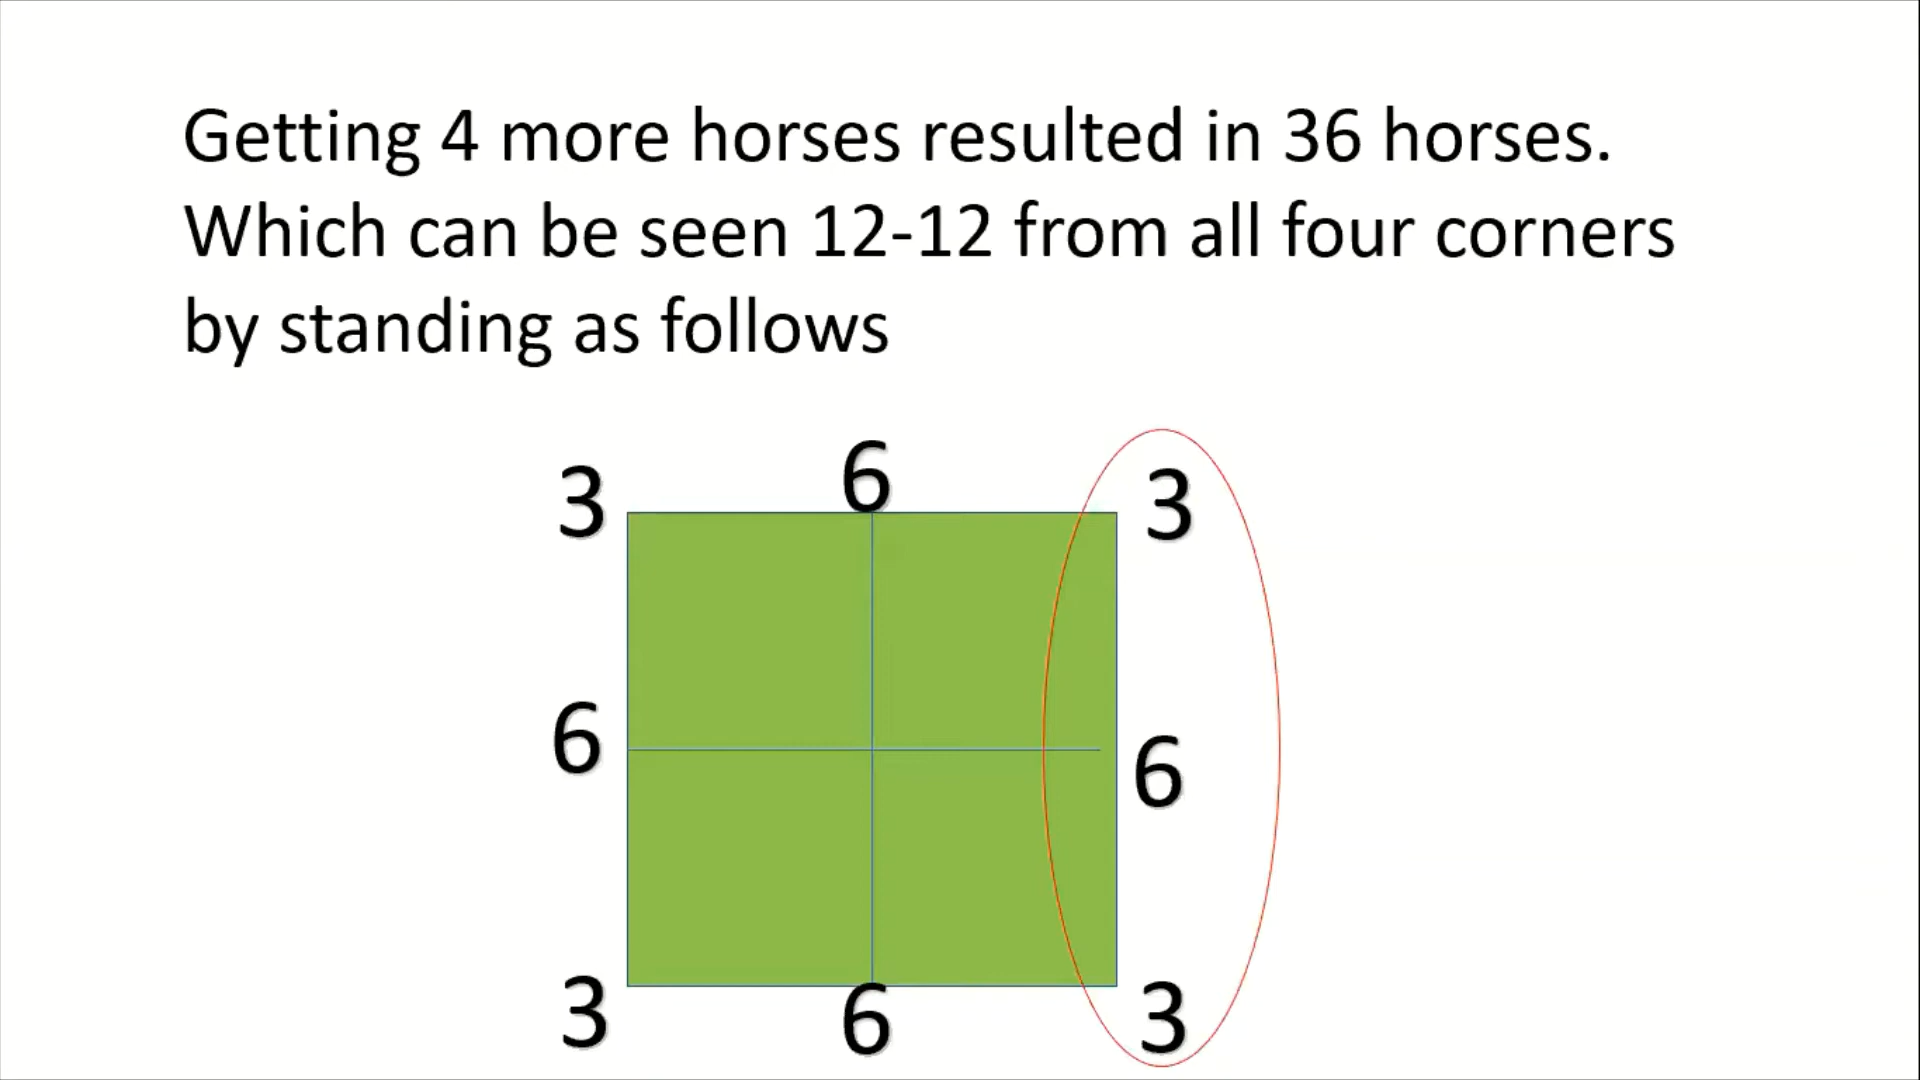 Getting 4 more horses resulted in 36 horses.
Which can be seen 12-12 from all four corners
by standing as follows
3 6 3
6 6
3 6 3